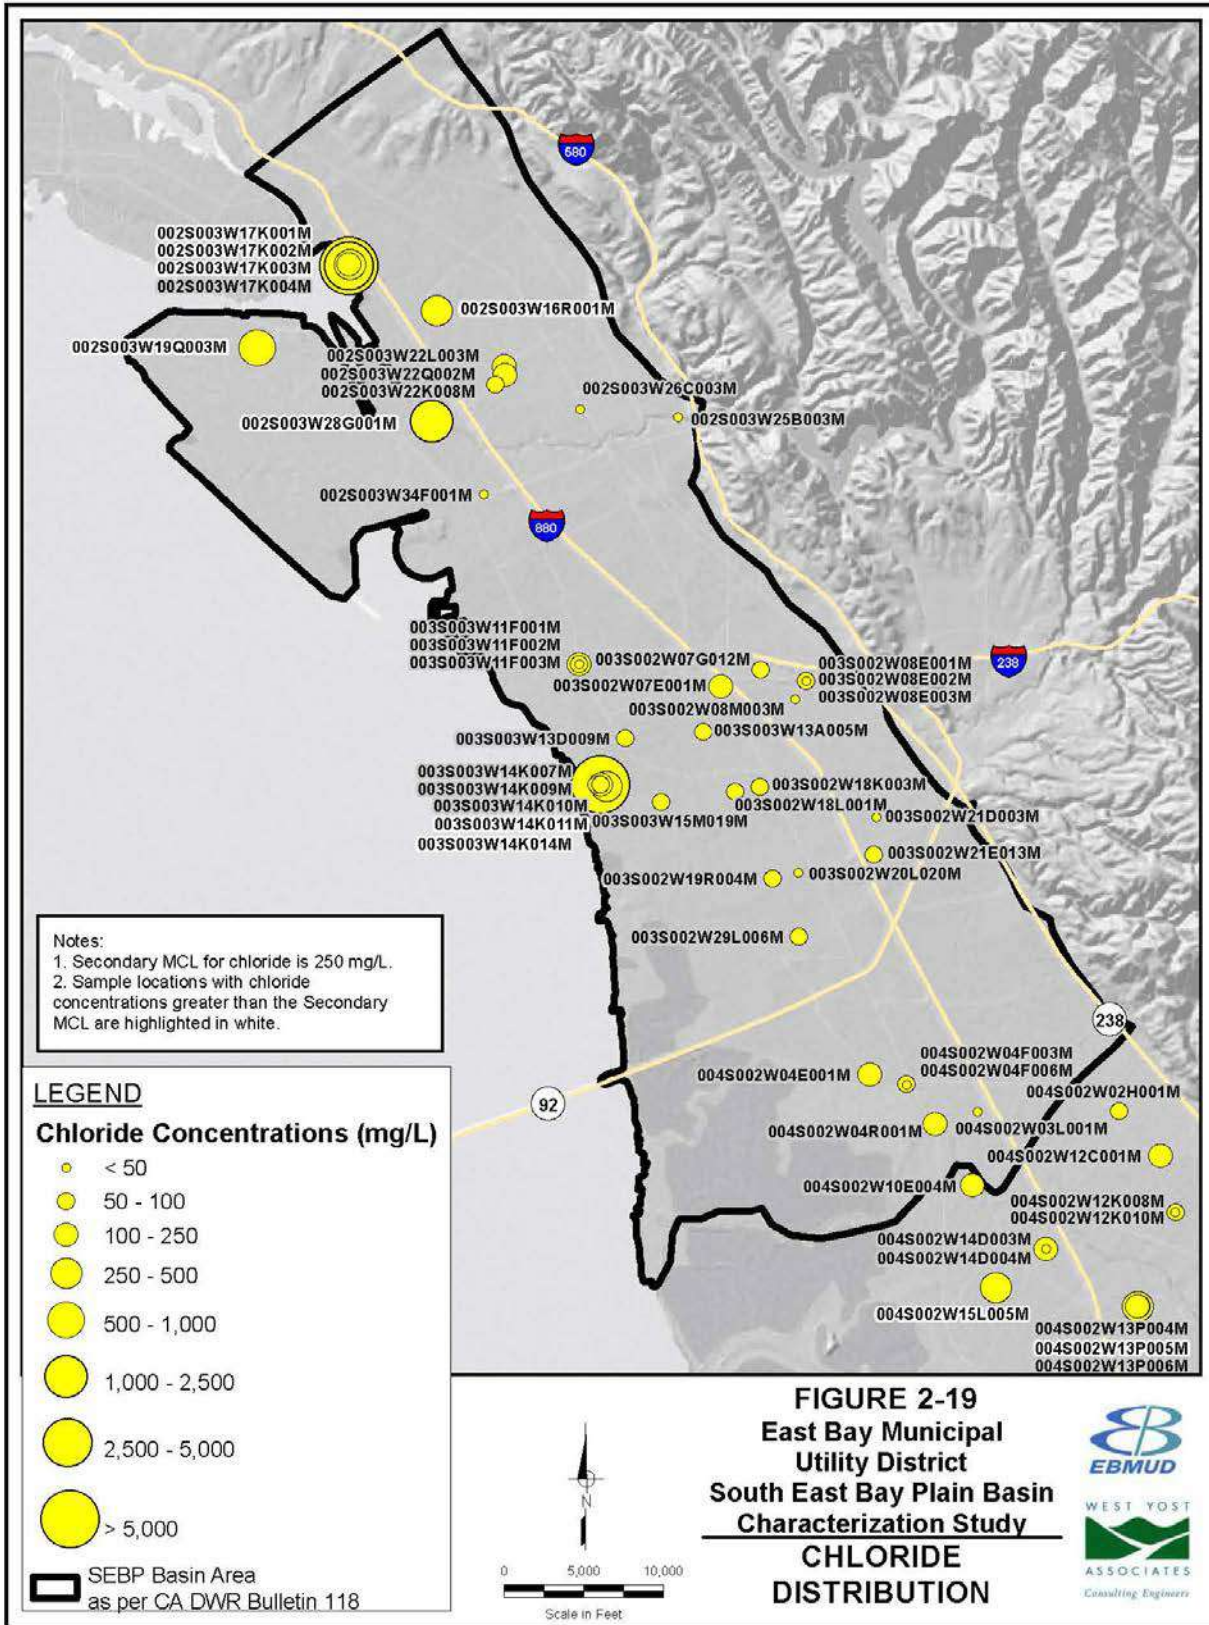 680
002S003W17K001M
002S003W17K002M
002S003W17K003M
002S003W17K004M
002S003W16R001M
002S003W19Q003M
002S003W22L003M
002S003W22Q002M
002S003W22K008M
002S003W26C003M
002S003W25B003M
002S003W28G001M
002S003W34F001M
880
003S003W11F001M
003S003W11F002M
003S003W11F003M
003S002W07G012M
003S002W08E001M
003S002W08E002M
003S002W08E003M
238
003S002W07E001M
003S002W08M003M
003S003W13D009M
003S003W13A005M
003S003W14K007M
003S003W14K009M
003S003W14K010M
003S003W14K011M
003S003W14K014M
003S003W15M019M
003S002W18K003M
003S002W18L001M
003S002W21D003M
003S002W21E013M
003S002W20L020M
003S002W19R004M
003S002W29L006M
Notes:
1. Secondary MCL for chloride is 250 mg/L.
2. Sample locations with chloride
concentrations greater than the Secondary
MCL are highlighted in white.
238
92
004S002W04F003M
004S002W04F006M
004S002W04E001M
004S002W02H001M
004S002W03L001M
004S002W04R001M
004S002W12C001M
004S002W10E004M
004S002W12K008M
004S002W12K010M
004S002W14D003M
004S002W14D004M
004S002W15L005M
004S002W13P004M
004S002W13P005M
004S002W13P006M
LEGEND
Chloride Concentrations (mg/L)
< 50
50 - 100
100 - 250
250 - 500
500 - 1,000
1,000 - 2,500
2,500 - 5,000
> 5,000
SEBP Basin Area
as per CA DWR Bulletin 118
N
0 5,000 10,000
Scale in Feet
FIGURE 2-19
East Bay Municipal
Utility District
South East Bay Plain Basin
Characterization Study
CHLORIDE
DISTRIBUTION
EBMUD
WEST YOST
ASSOCIATES
Consulting Engineers